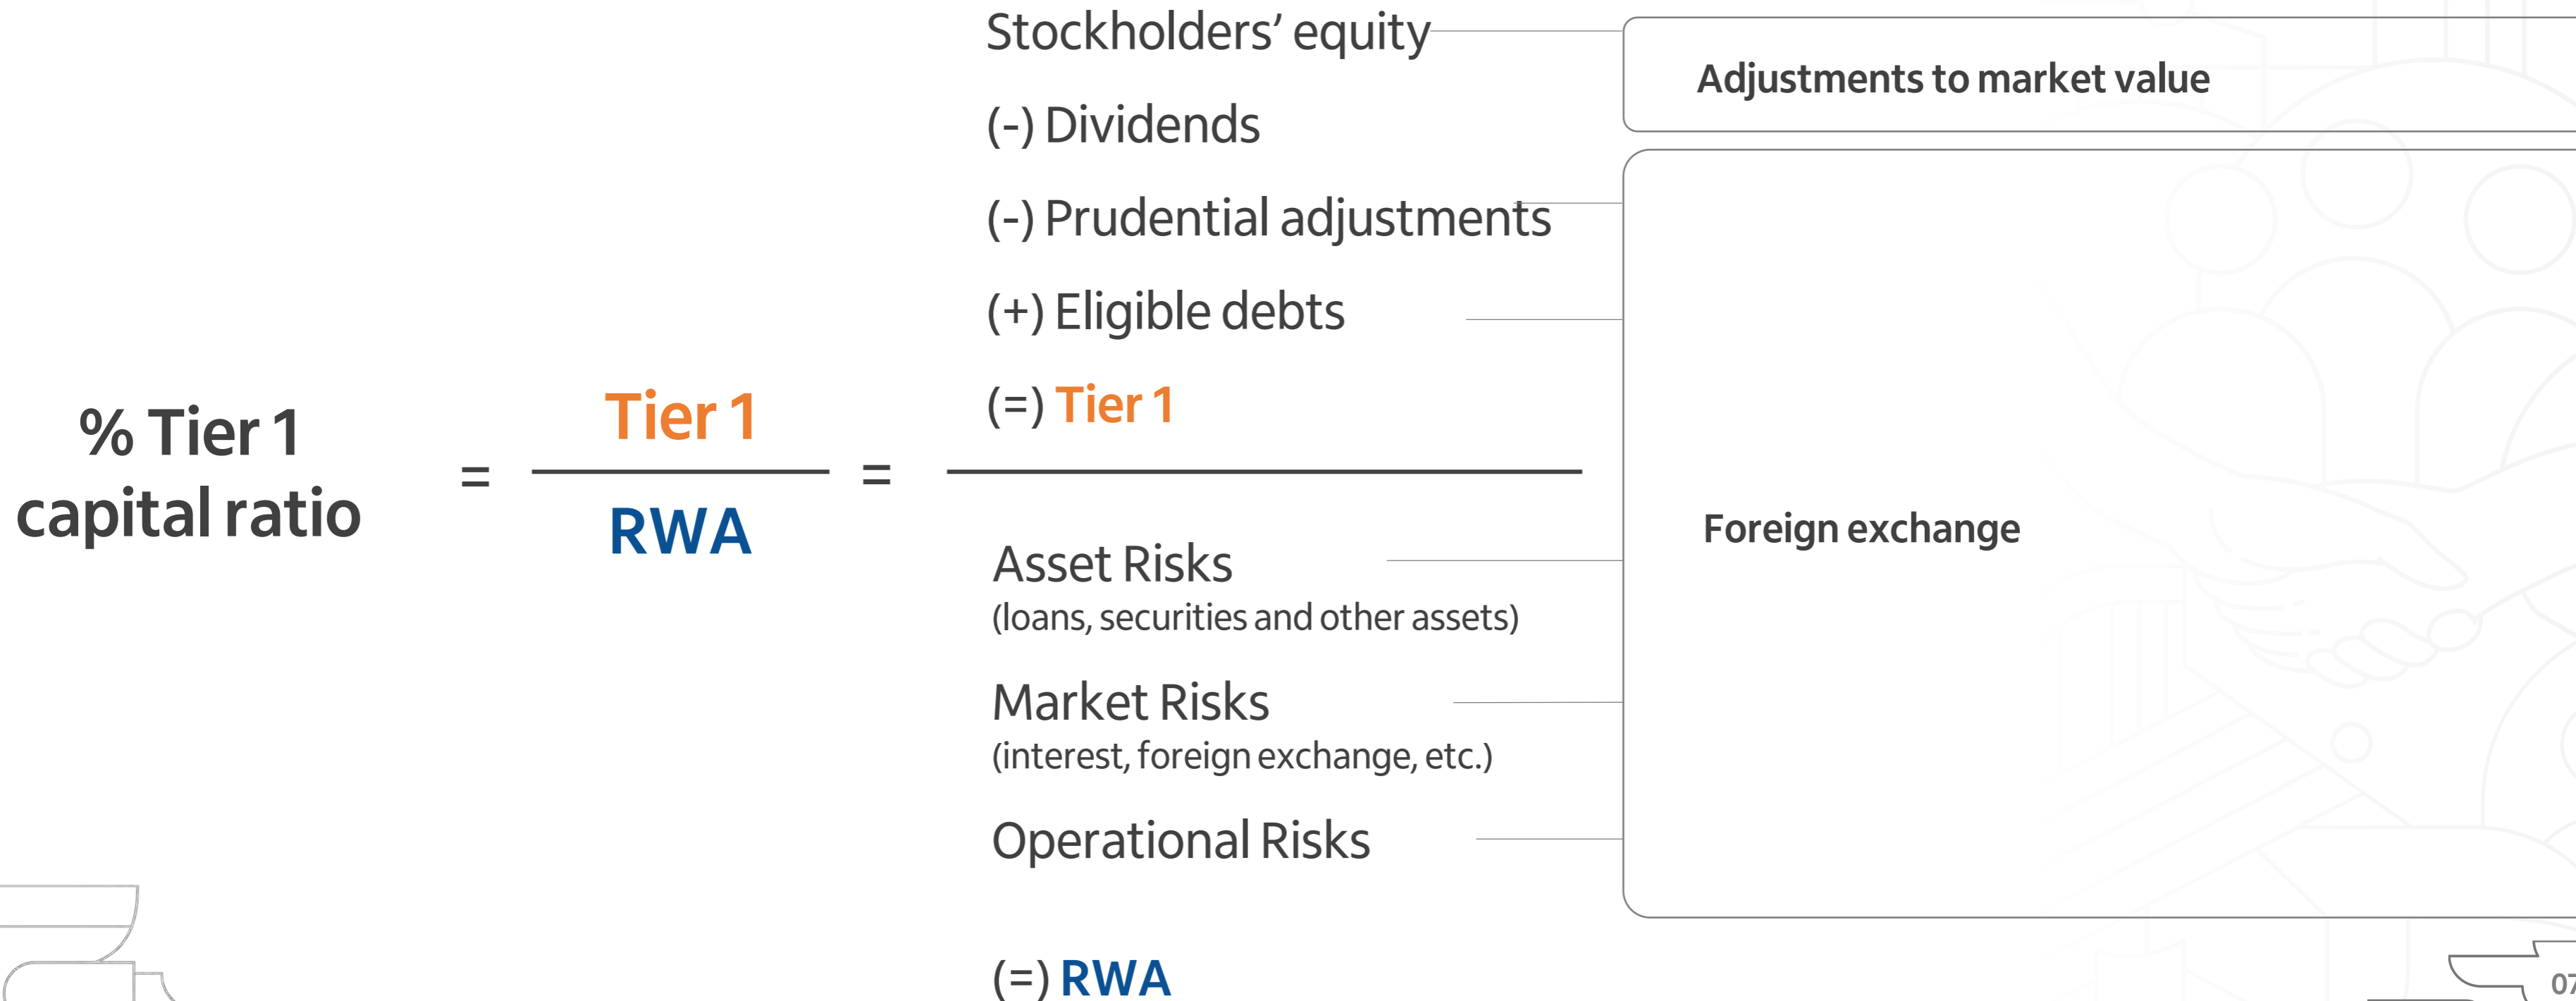 % Tier 1
capital ratio
=
Tier 1
RWA
=
Stockholders’ equity
(-) Dividends
(-) Prudential adjustments
(+) Eligible debts
(=) Tier 1
Asset Risks
(loans, securities and other assets)
Market Risks
(interest, foreign exchange, etc.)
Operational Risks
(=) RWA
Adjustments to market value
Foreign exchange
07